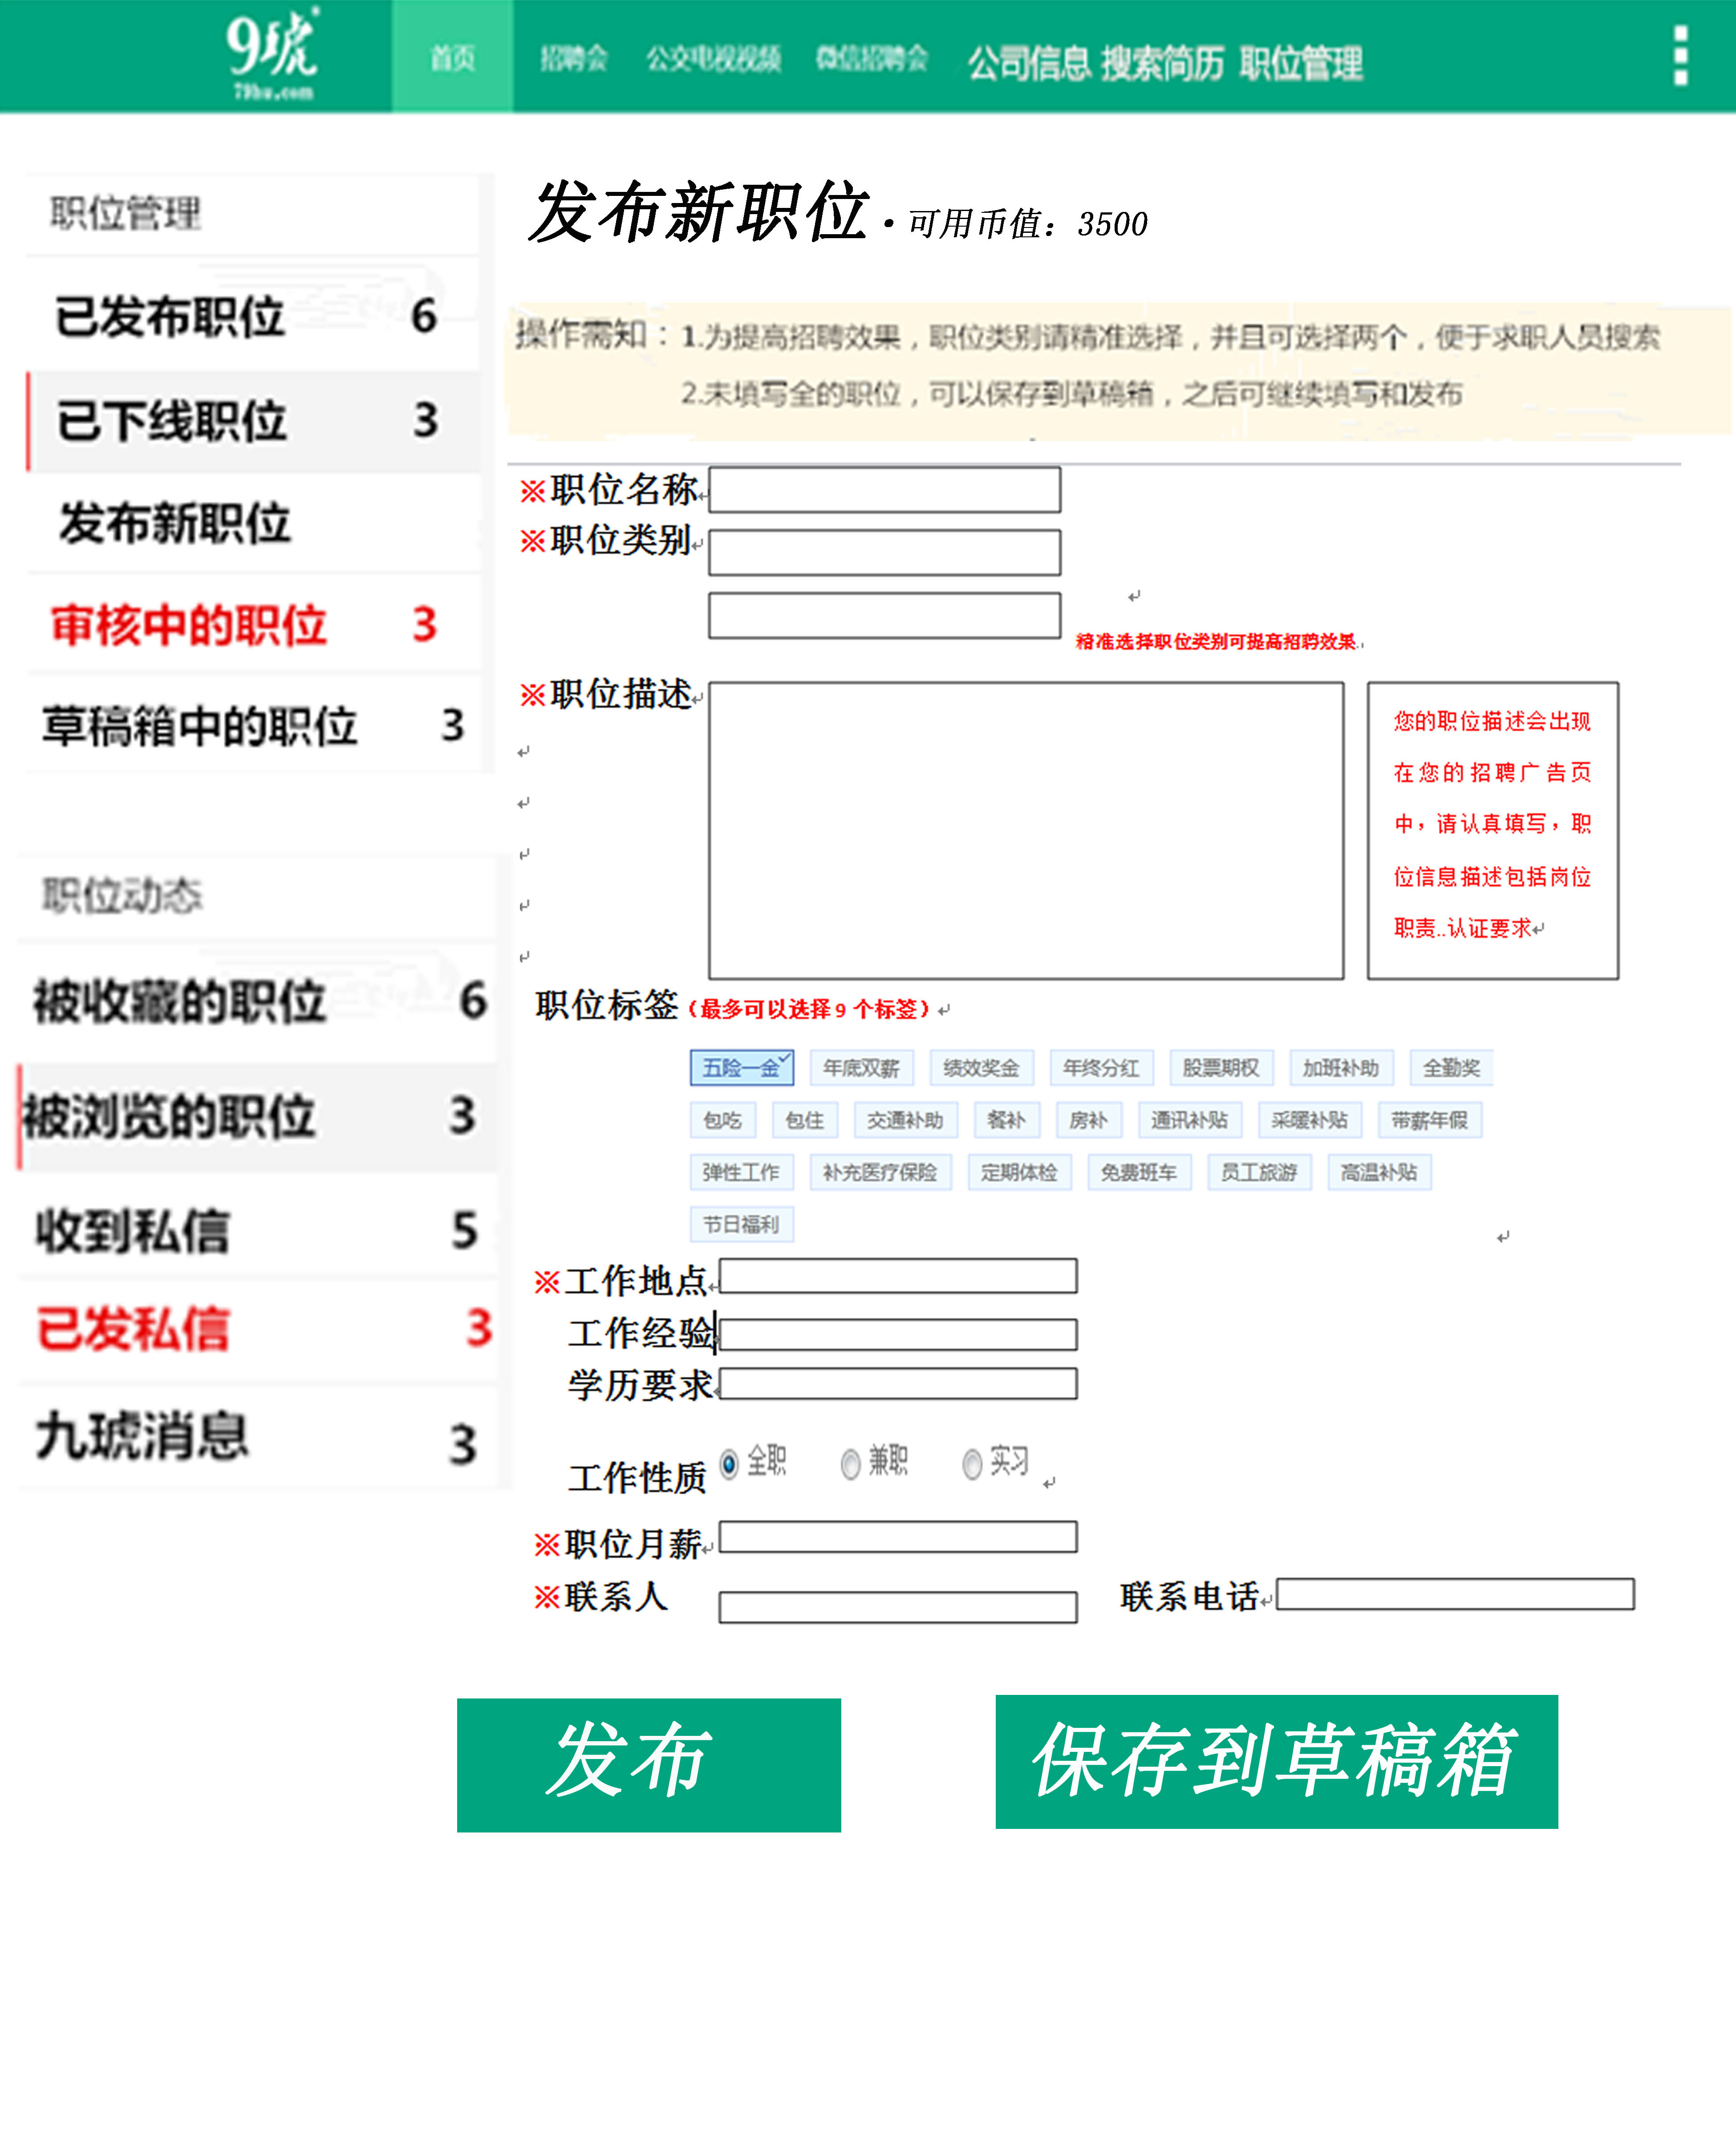 9琥
79hu.com
首页 招聘会 公交电视视频 微信招聘会 公司信息 搜索简历 职位管理
职位管理
已发布职位 6
已下线职位 3
发布新职位
审核中的职位 3
草稿箱中的职位 3
职位动态
被收藏的职位 6
被浏览的职位 3
收到私信 5
已发私信 3
九琥消息 3
发布新职位·可用币值：3500
操作需知：1.为提高招聘效果，职位类别请精准选择，并且可选择两个，便于求职人员搜索
2.未填写全的职位，可以保存到草稿箱，之后可继续填写和发布
※职位名称
※职位类别
精准选择职位类别可提高招聘效果.
※职位描述
您的职位描述会出现
在您的招聘广告页
中，请认真填写，职
位信息描述包括岗位
职责..认证要求
职位标签（最多可以选择9个标签）
五险一金 年底双薪 绩效奖金 年终分红 股票期权 加班补助 全勤奖
包吃 包住 交通补助 餐补 房补 通讯补贴 采暖补贴 带薪年假
弹性工作 补充医疗保险 定期体检 免费班车 员工旅游 高温补贴
节日福利
※工作地点
工作经验
学历要求
工作性质 全职 兼职 实习
※职位月薪
※联系人 联系电话
发布 保存到草稿箱